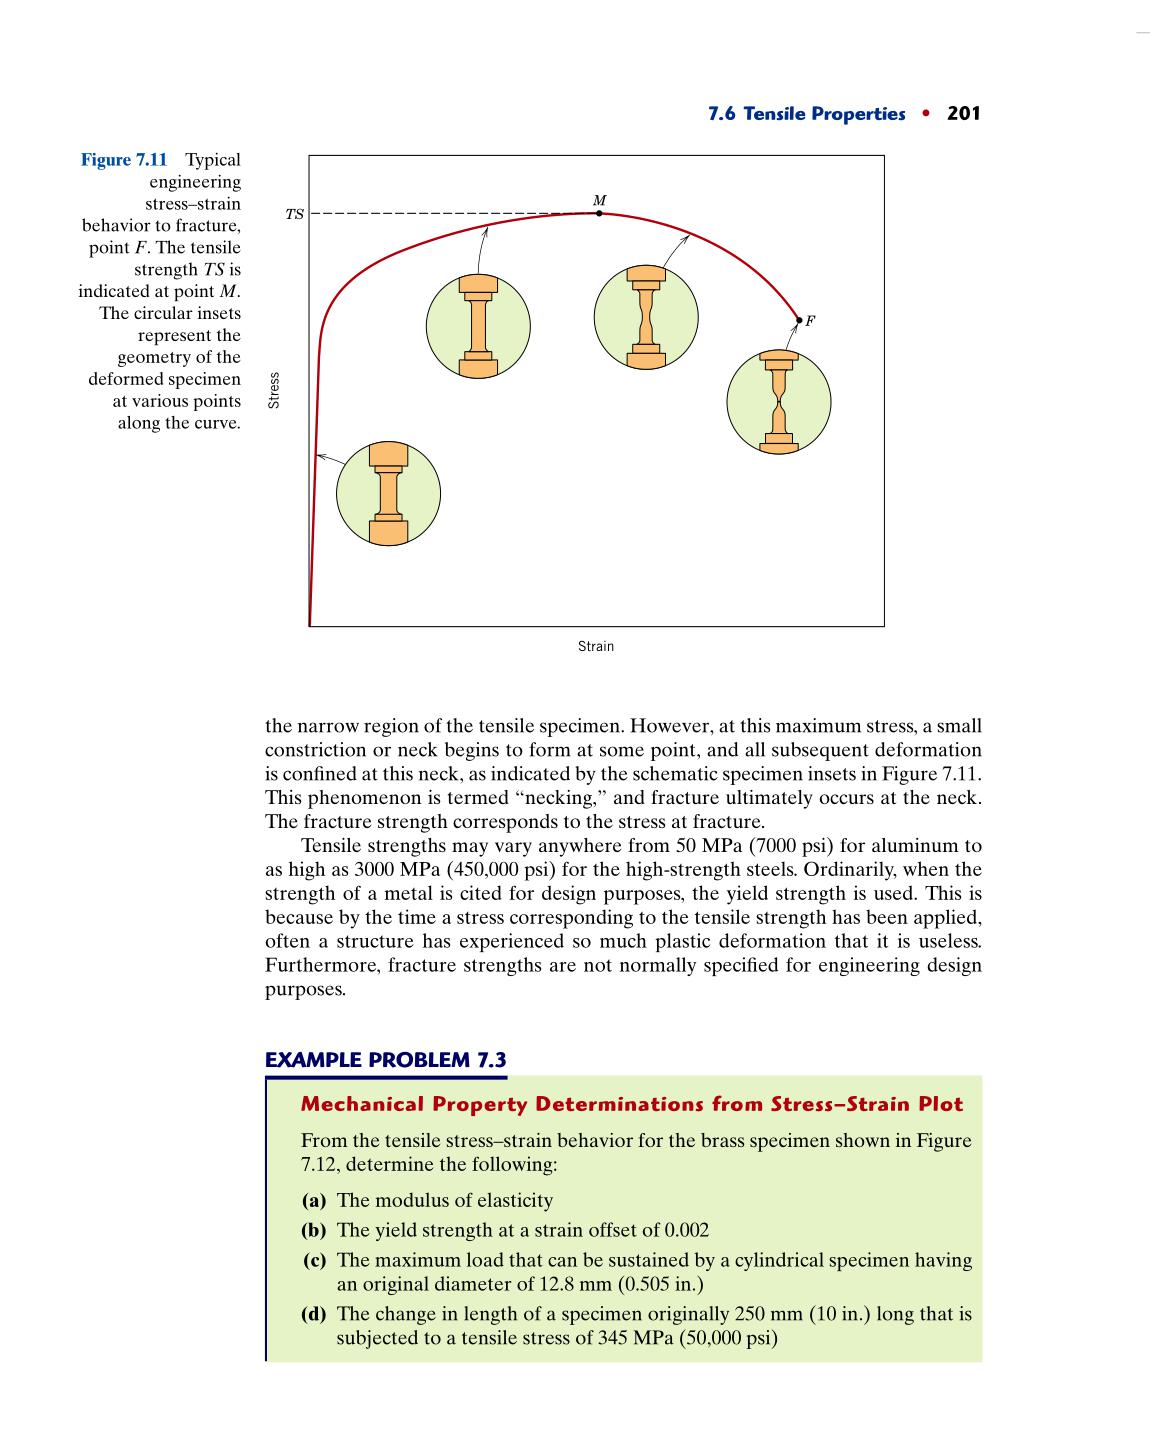 7.6 Tensile Properties • 201
Figure 7.11 Typical
engineering
stress–strain
behavior to fracture,
point F. The tensile
strength TS is
indicated at point M.
The circular insets
represent the
geometry of the
deformed specimen
at various points
along the curve.
TS
M
F
Stress
Strain
the narrow region of the tensile specimen. However, at this maximum stress, a small
constriction or neck begins to form at some point, and all subsequent deformation
is confined at this neck, as indicated by the schematic specimen insets in Figure 7.11.
This phenomenon is termed “necking,” and fracture ultimately occurs at the neck.
The fracture strength corresponds to the stress at fracture.
Tensile strengths may vary anywhere from 50 MPa (7000 psi) for aluminum to
as high as 3000 MPa (450,000 psi) for the high-strength steels. Ordinarily, when the
strength of a metal is cited for design purposes, the yield strength is used. This is
because by the time a stress corresponding to the tensile strength has been applied,
often a structure has experienced so much plastic deformation that it is useless.
Furthermore, fracture strengths are not normally specified for engineering design
purposes.
EXAMPLE PROBLEM 7.3
Mechanical Property Determinations from Stress–Strain Plot
From the tensile stress–strain behavior for the brass specimen shown in Figure
7.12, determine the following:
(a) The modulus of elasticity
(b) The yield strength at a strain offset of 0.002
(c) The maximum load that can be sustained by a cylindrical specimen having
an original diameter of 12.8 mm (0.505 in.)
(d) The change in length of a specimen originally 250 mm (10 in.) long that is
subjected to a tensile stress of 345 MPa (50,000 psi)